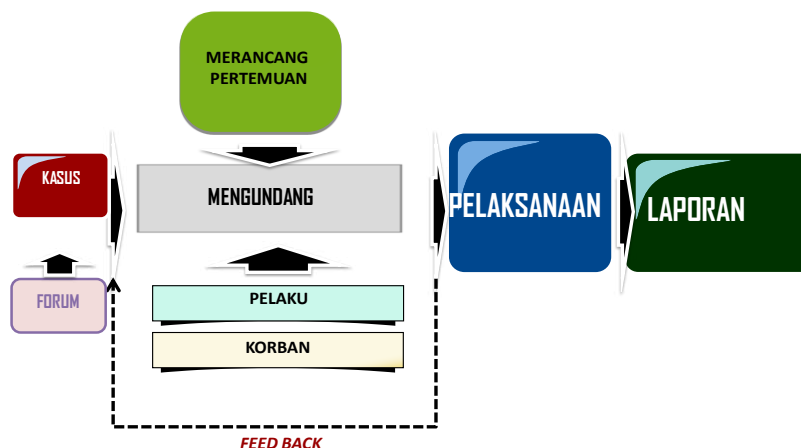 MERANCANG
PERTEMUAN
KASUS
MENGUNDANG
PELAKSANAAN
LAPORAN
FORUM
PELAKU
KORBAN
FEED BACK